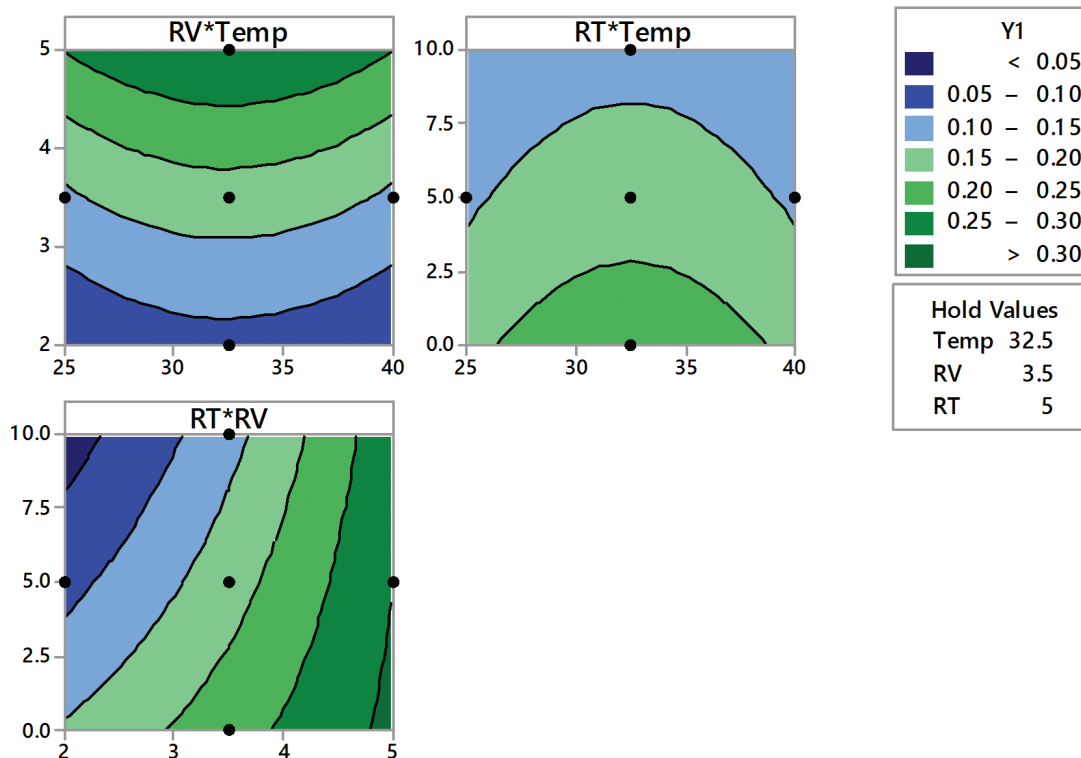 RV*Temp
5
4
3
2
25
30
35
40
RT*Temp
10.0
7.5
5.0
2.5
0.0
25
30
35
40
Y1
< 0.05
0.05 – 0.10
0.10 – 0.15
0.15 – 0.20
0.20 – 0.25
0.25 – 0.30
> 0.30
Hold Values
Temp 32.5
RV 3.5
RT 5
RT*RV
10.0
7.5
5.0
2.5
0.0
2
3
4
5